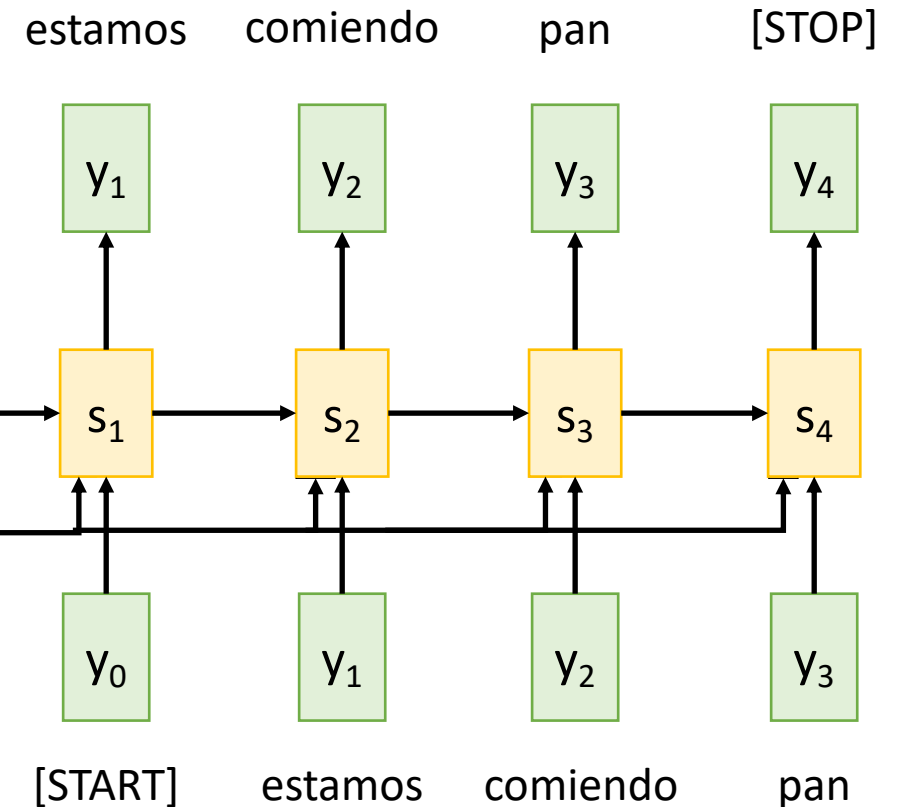 estamos comiendo pan [STOP]
y₁ y₂ y₃ y₄
s₁ s₂ s₃ s₄
y₀ y₁ y₂ y₃
[START] estamos comiendo pan